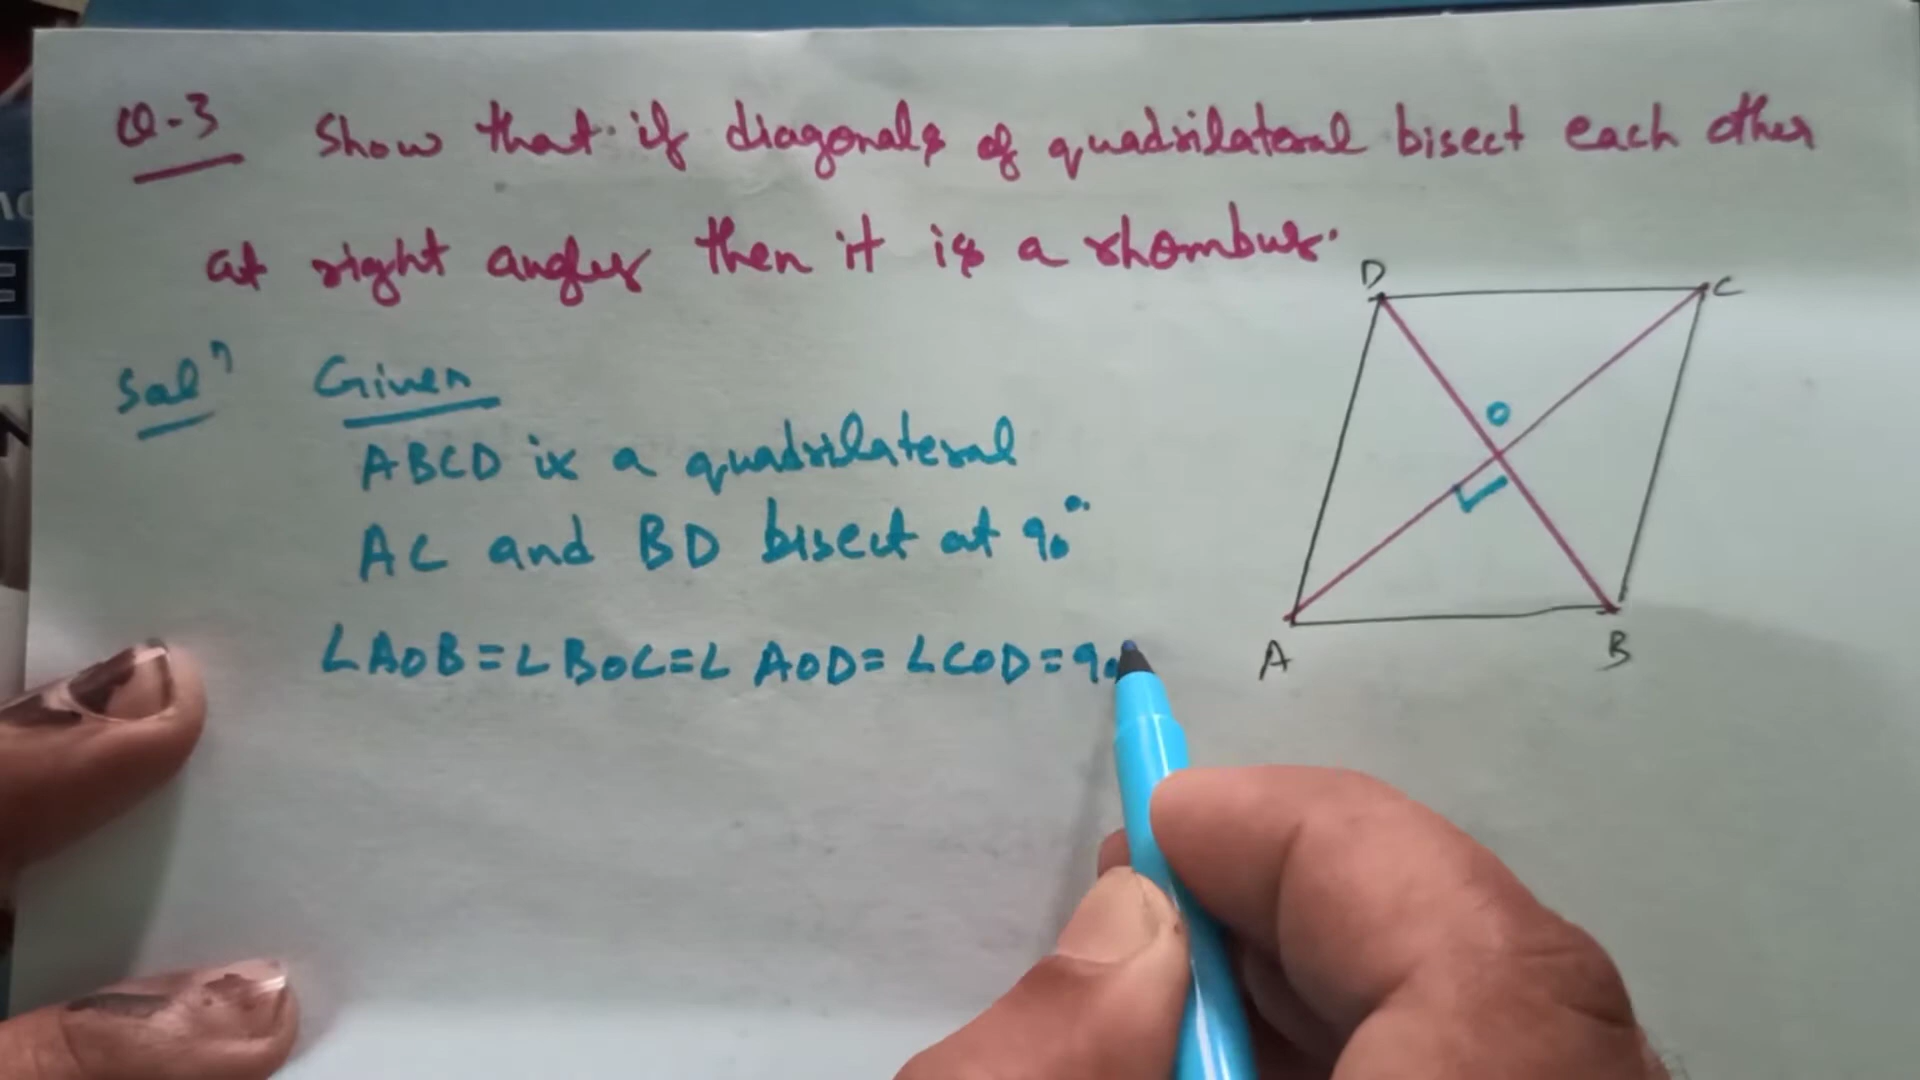 Q-3 Show that if diagonals of quadrilateral bisect each other
at right angles then it is a rhombus.
D
C
Solⁿ Given
O
ABCD is a quadrilateral
AC and BD bisect at 90°
∠AOB=∠BOC=∠AOD=∠COD=90
A
B